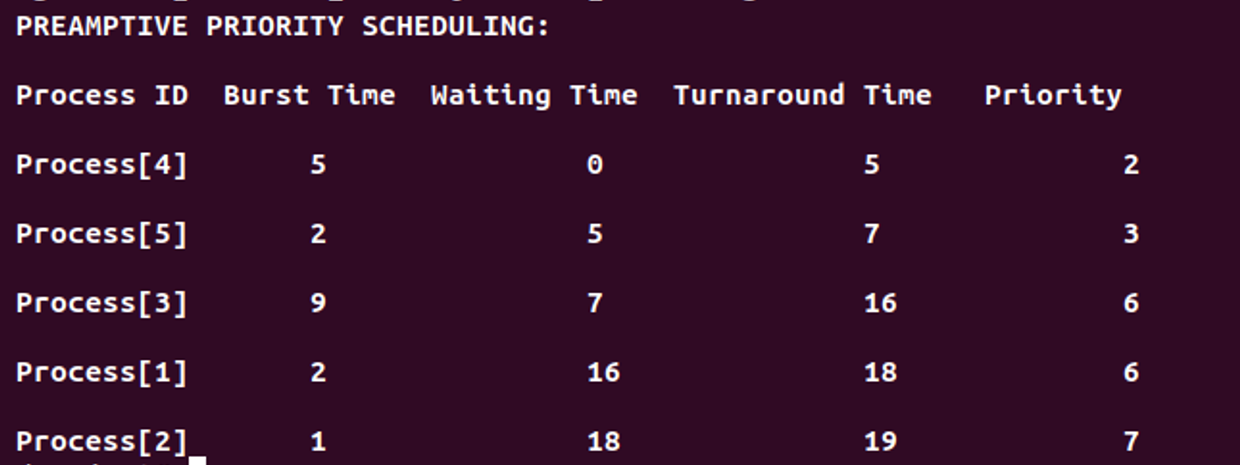 PREAMPTIVE PRIORITY SCHEDULING:
Process ID Burst Time Waiting Time Turnaround Time Priority
Process[4] 5 0 5 2
Process[5] 2 5 7 3
Process[3] 9 7 16 6
Process[1] 2 16 18 6
Process[2] 1 18 19 7